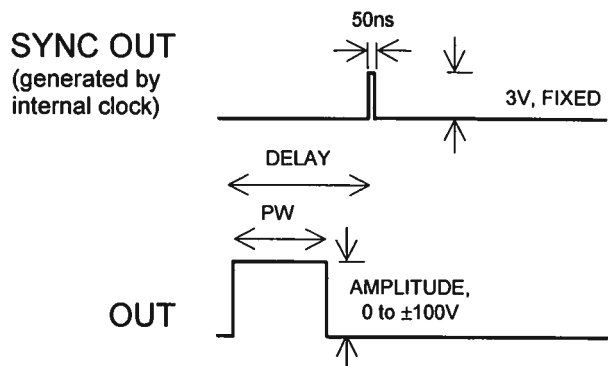 50ns
SYNC OUT
(generated by
internal clock)
3V, FIXED
DELAY
PW
AMPLITUDE,
0 to ±100V
OUT